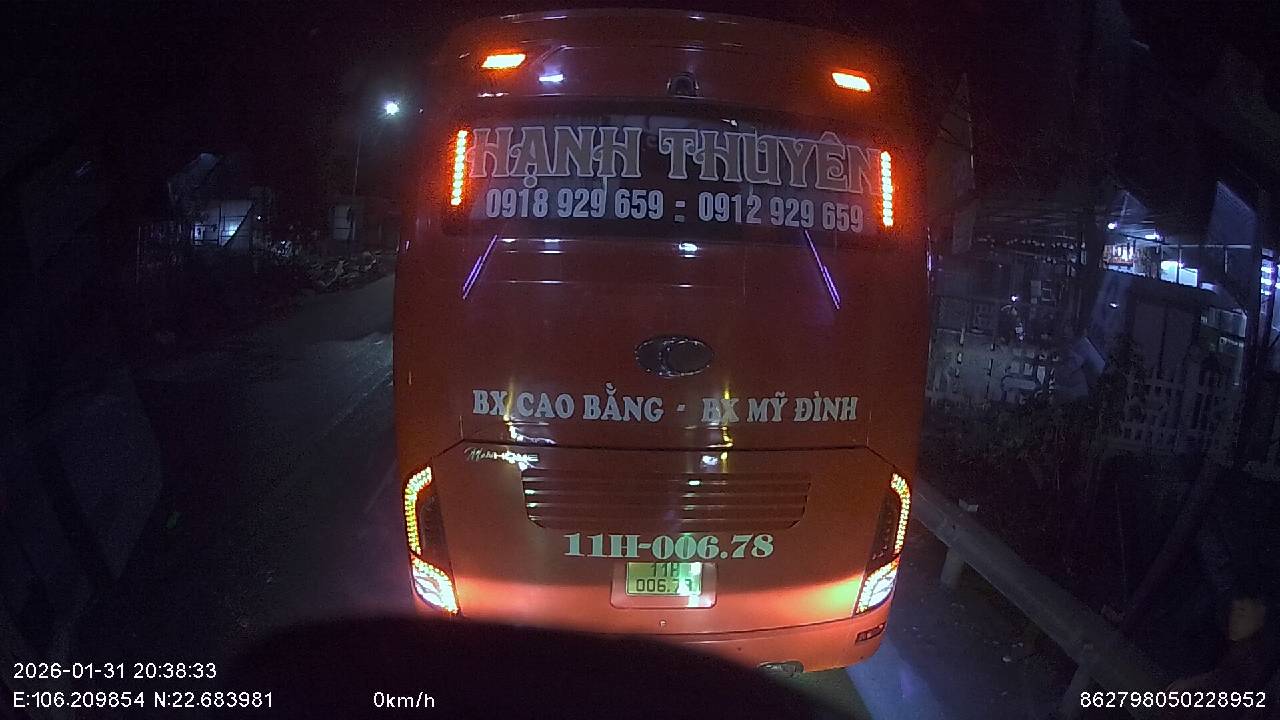 HẠNH THUYÊN
0918 929 659 - 0912 929 659
BX CAO BẰNG - BX MỸ ĐÌNH
11H-006.78
11H
006.78
2026-01-31 20:38:33
E:106.209854 N:22.683981
0km/h
862798050228952